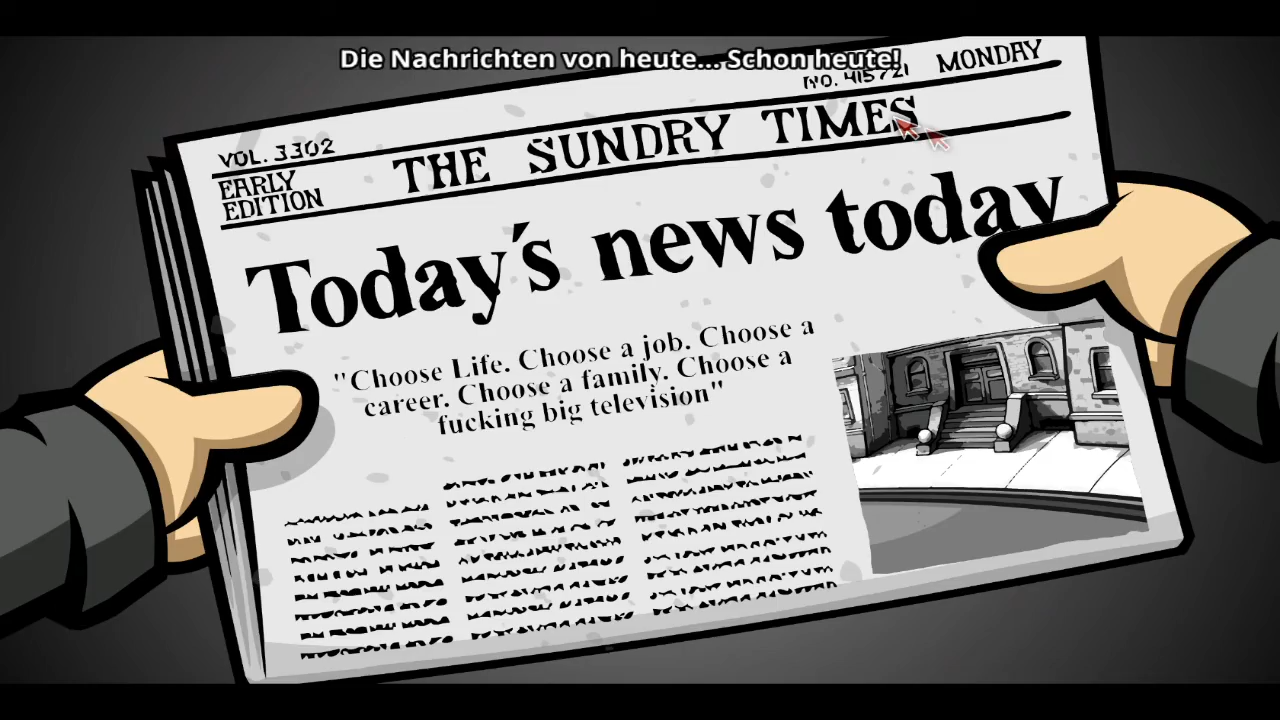 Die Nachrichten von heute... Schon heute!
NO. 415721 MONDAY
VOL. 3302
THE SUNDRY TIMES
EARLY
EDITION
Today's news today
"Choose Life. Choose a job. Choose a
career. Choose a family. Choose a
fucking big television"